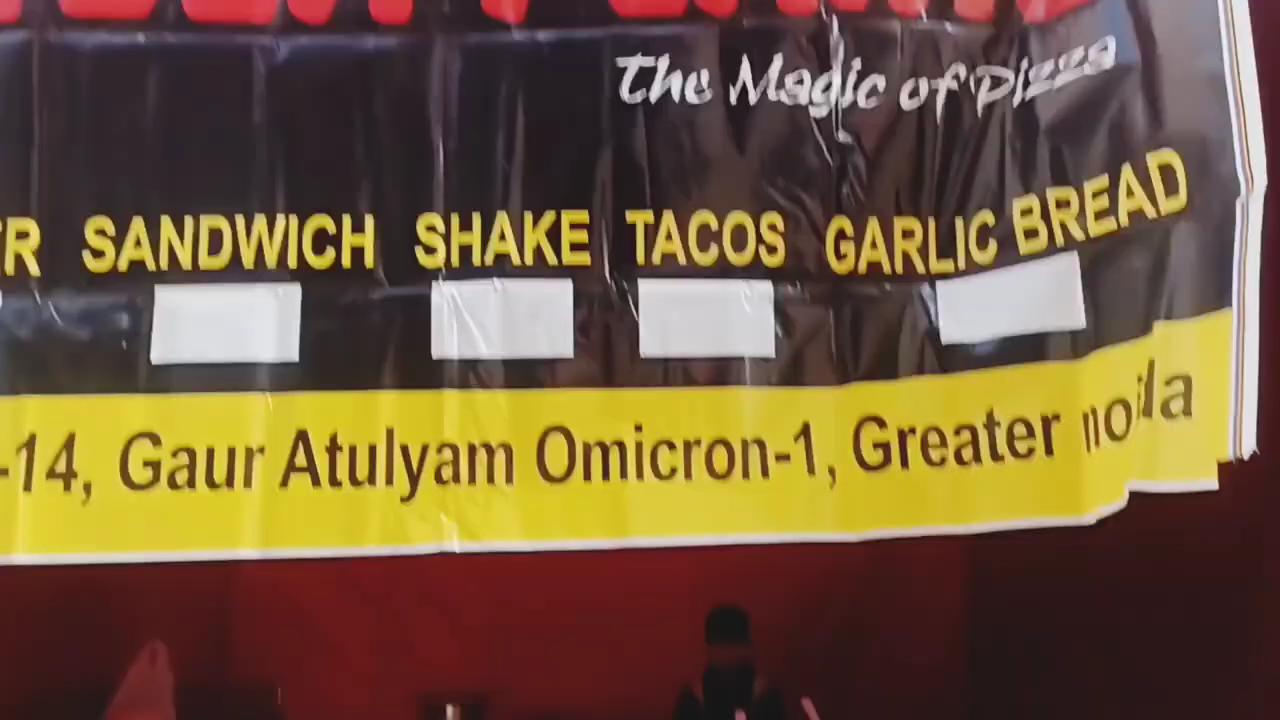 The Magic of Pizza
SANDWICH SHAKE TACOS GARLIC BREAD
-14, Gaur Atulyam Omicron-1, Greater noida